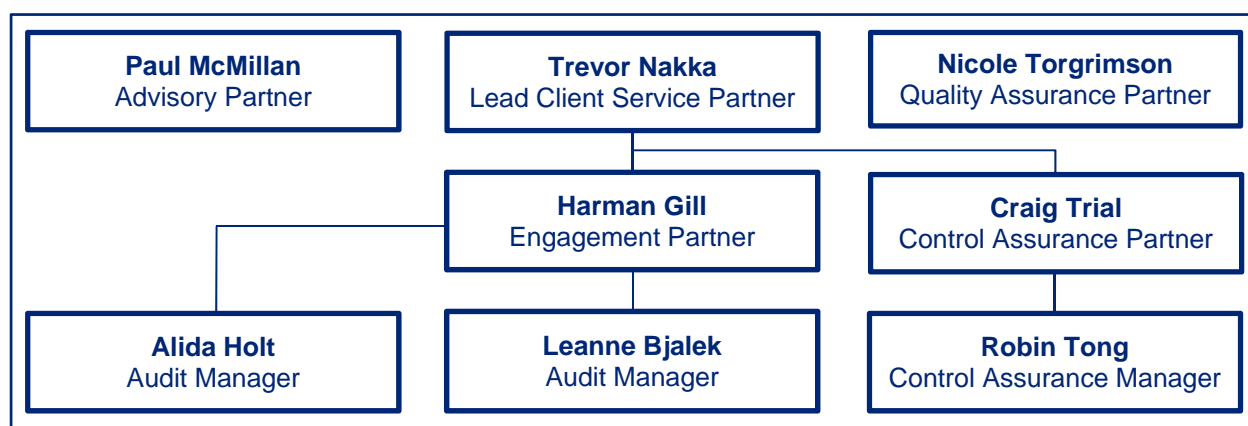 Paul McMillan
Advisory Partner
Trevor Nakka
Lead Client Service Partner
Nicole Torgrimson
Quality Assurance Partner
Harman Gill
Engagement Partner
Craig Trial
Control Assurance Partner
Alida Holt
Audit Manager
Leanne Bjalek
Audit Manager
Robin Tong
Control Assurance Manager